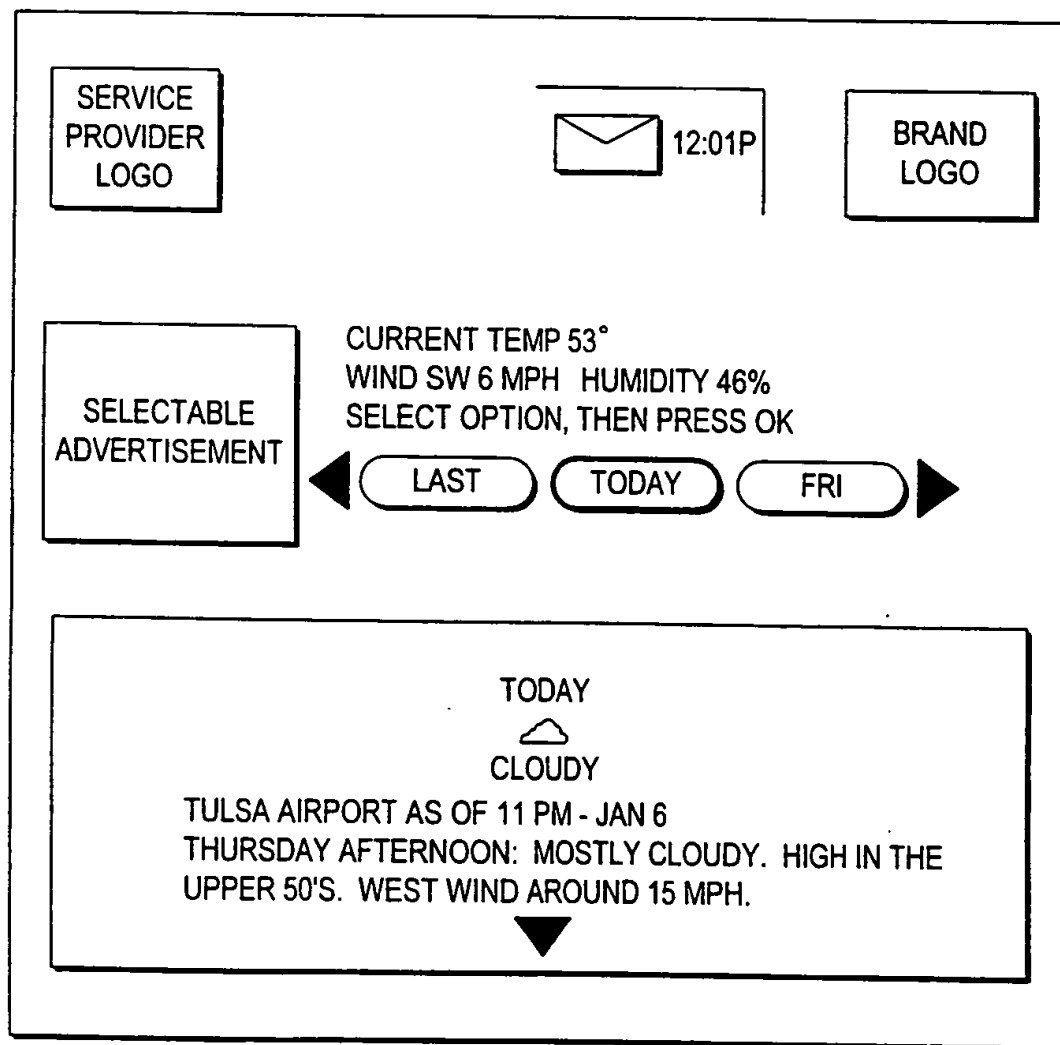 SERVICE
PROVIDER
LOGO
12:01P
BRAND
LOGO
SELECTABLE
ADVERTISEMENT
CURRENT TEMP 53°
WIND SW 6 MPH HUMIDITY 46%
SELECT OPTION, THEN PRESS OK
LAST TODAY FRI
TODAY
CLOUDY
TULSA AIRPORT AS OF 11 PM - JAN 6
THURSDAY AFTERNOON: MOSTLY CLOUDY. HIGH IN THE
UPPER 50'S. WEST WIND AROUND 15 MPH.